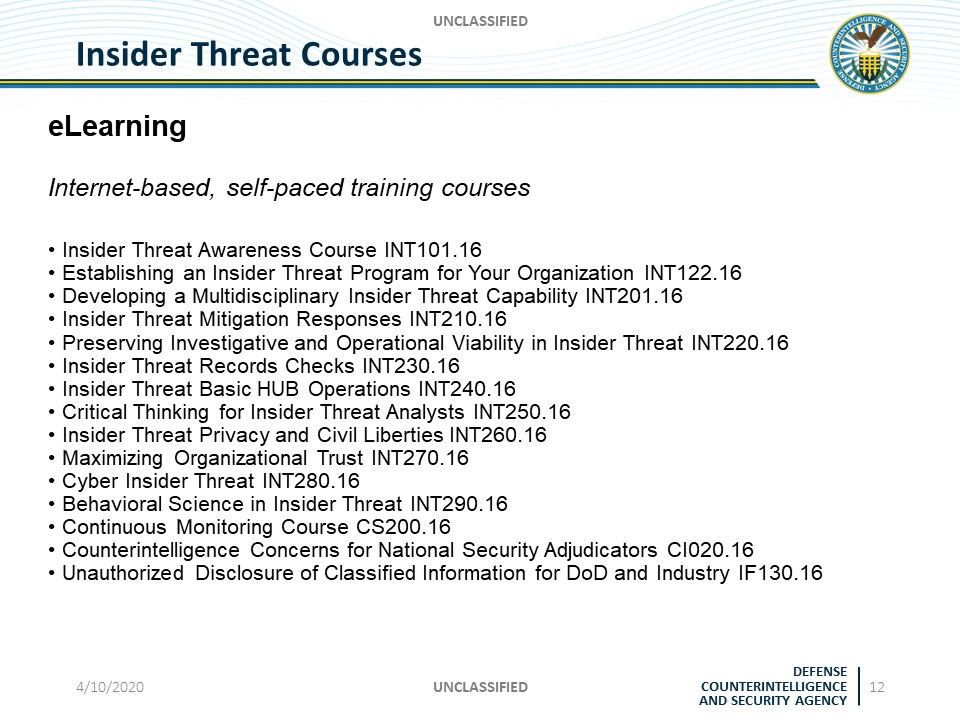 UNCLASSIFIED
Insider Threat Courses
DEFENSE COUNTERINTELLIGENCE AND SECURITY AGENCY
eLearning
Internet-based, self-paced training courses
• Insider Threat Awareness Course INT101.16
• Establishing an Insider Threat Program for Your Organization INT122.16
• Developing a Multidisciplinary Insider Threat Capability INT201.16
• Insider Threat Mitigation Responses INT210.16
• Preserving Investigative and Operational Viability in Insider Threat INT220.16
• Insider Threat Records Checks INT230.16
• Insider Threat Basic HUB Operations INT240.16
• Critical Thinking for Insider Threat Analysts INT250.16
• Insider Threat Privacy and Civil Liberties INT260.16
• Maximizing Organizational Trust INT270.16
• Cyber Insider Threat INT280.16
• Behavioral Science in Insider Threat INT290.16
• Continuous Monitoring Course CS200.16
• Counterintelligence Concerns for National Security Adjudicators CI020.16
• Unauthorized Disclosure of Classified Information for DoD and Industry IF130.16
4/10/2020
UNCLASSIFIED
DEFENSE
COUNTERINTELLIGENCE
AND SECURITY AGENCY
12